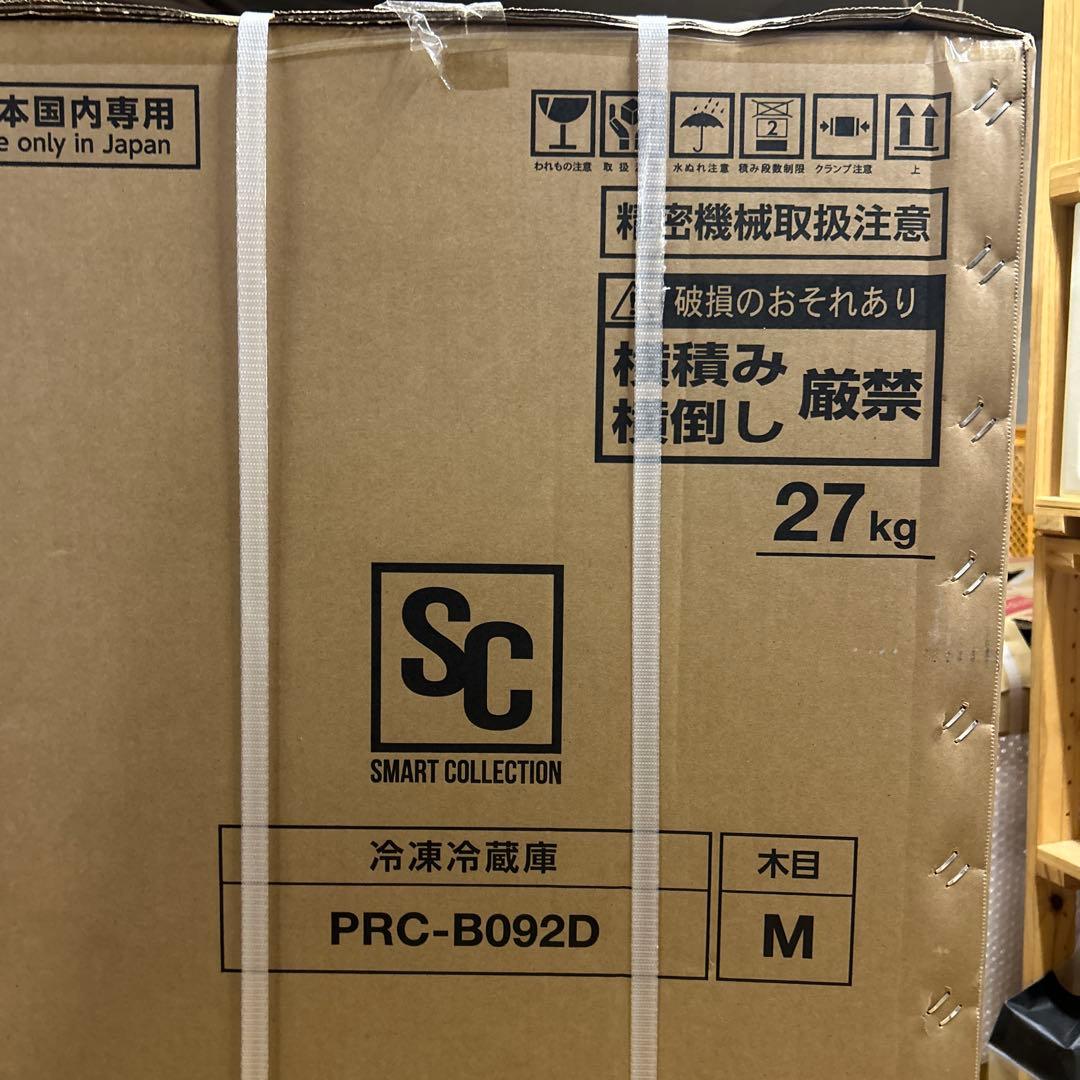 本国内専用
e only in Japan
われもの注意 取扱 水ぬれ注意 積み段数制限 クランプ注意 上
2
精密機械取扱注意
破損のおそれあり
横積み
横倒し
厳禁
27kg
SC
SMART COLLECTION
冷凍冷蔵庫
木目
PRC-B092D
M